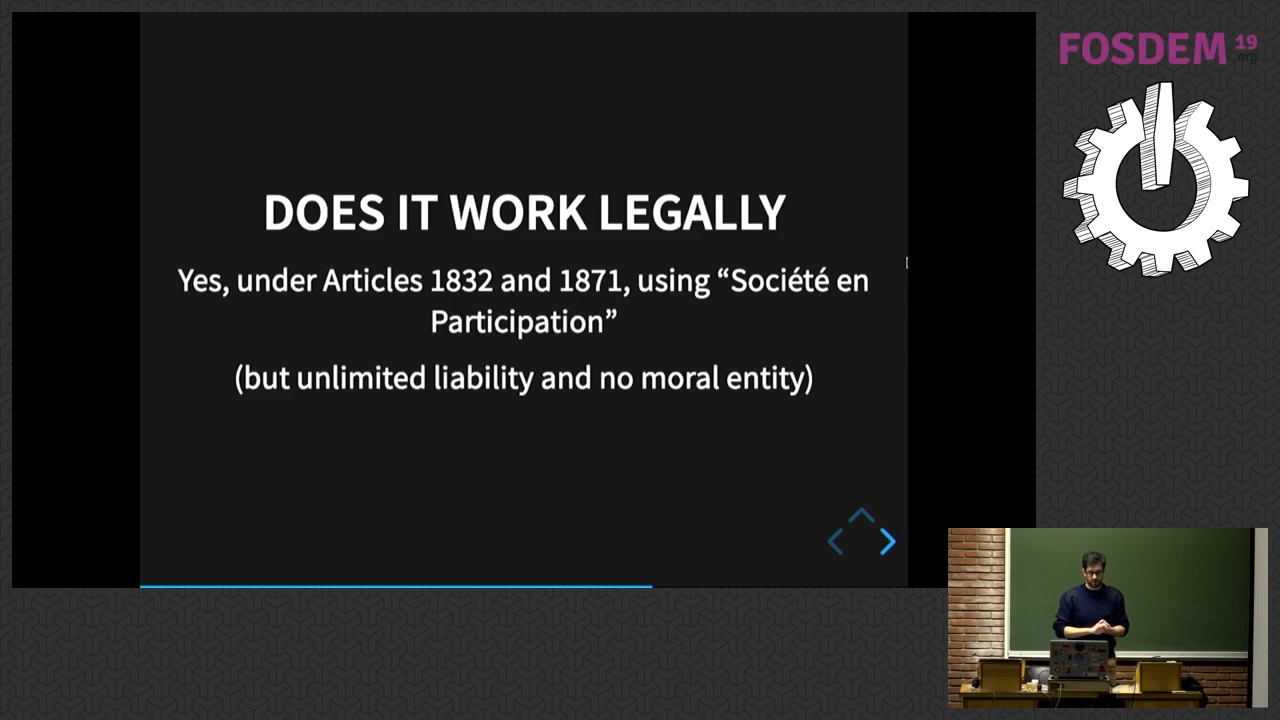 DOES IT WORK LEGALLY
Yes, under Articles 1832 and 1871, using “Société en
Participation”
(but unlimited liability and no moral entity)
FOSDEM 19
.org